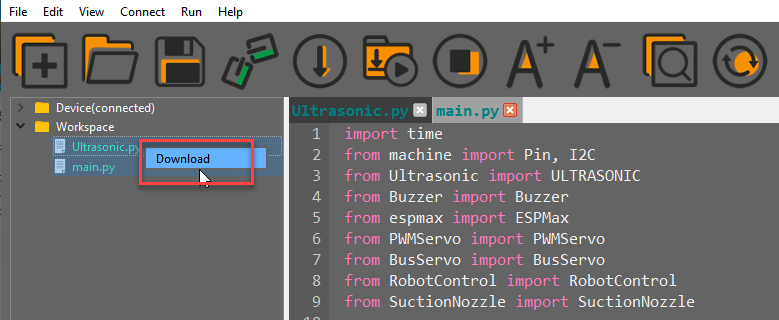 File Edit View Connect Run Help
Device(connected)
Workspace
Ultrasonic.py
main.py
Download
Ultrasonic.py main.py
1 import time
2 from machine import Pin, I2C
3 from Ultrasonic import ULTRASONIC
4 from Buzzer import Buzzer
5 from espmax import ESPMax
6 from PWMServo import PWMServo
7 from BusServo import BusServo
8 from RobotControl import RobotControl
9 from SuctionNozzle import SuctionNozzle